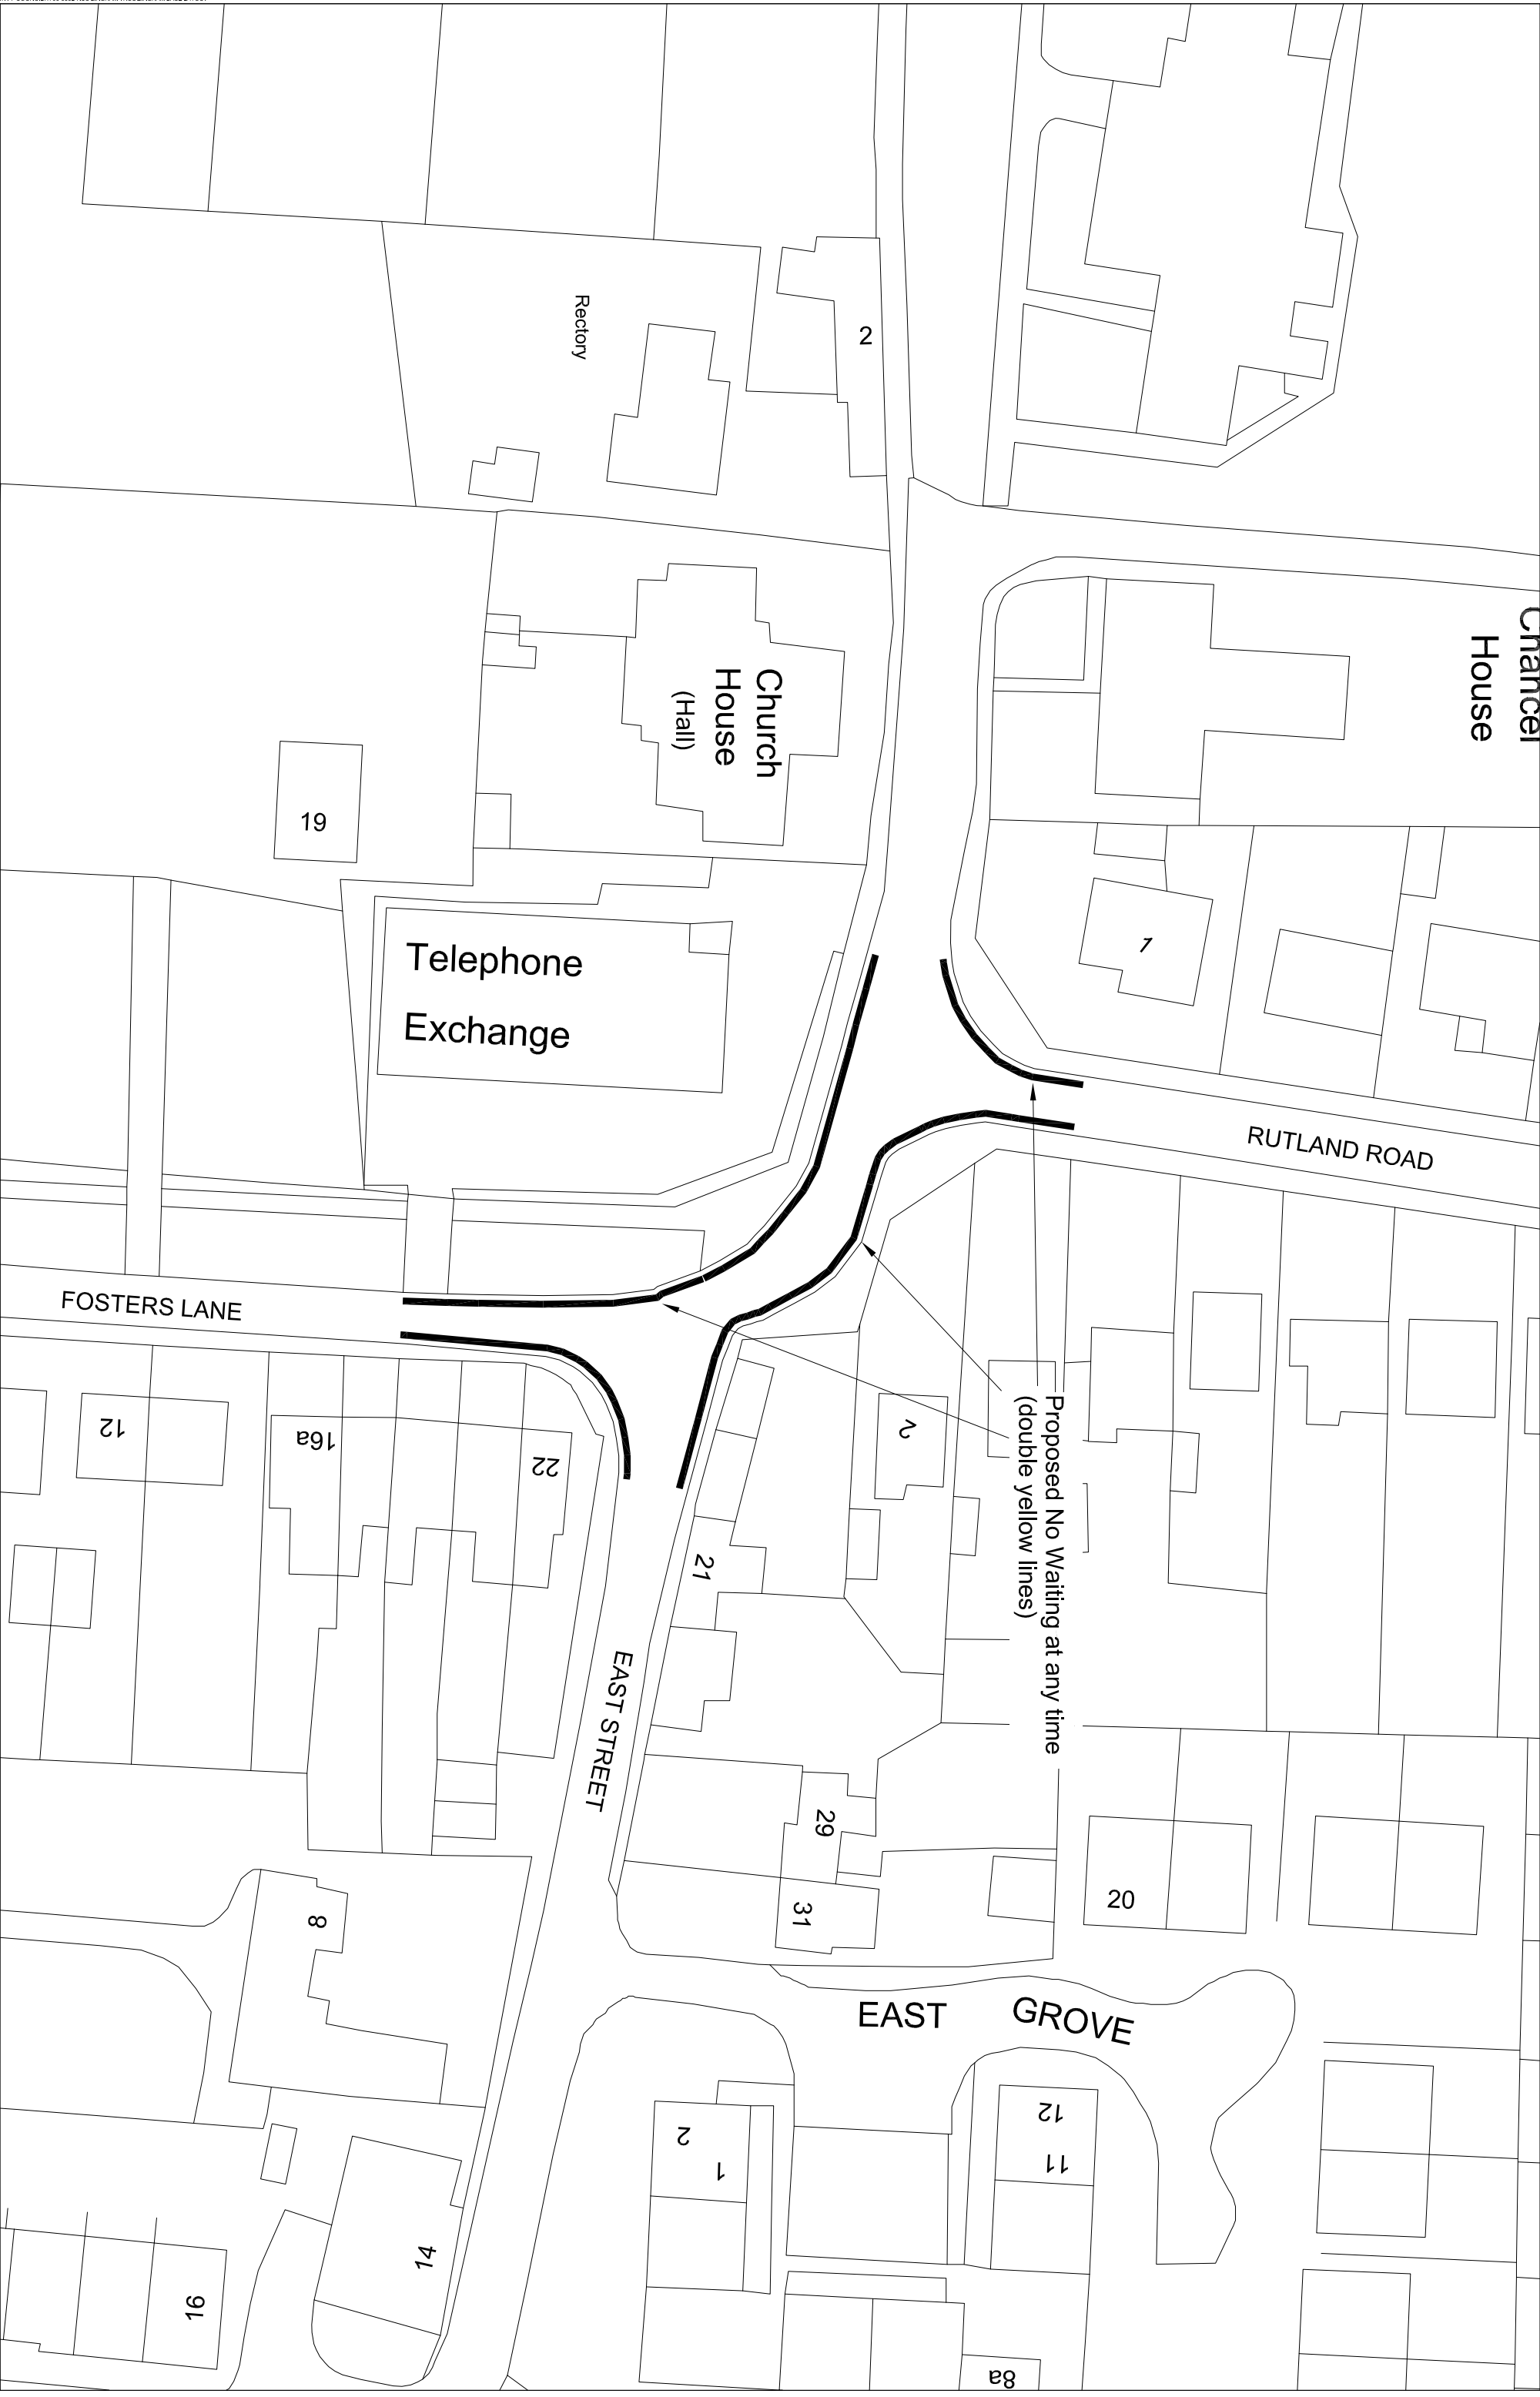 Rectory
2
Chancel
House
Church
House
(Hall)
19
1
Telephone
Exchange
RUTLAND ROAD
FOSTERS LANE
Proposed No Waiting at any time
(double yellow lines)
12
16a
22
2
21
EAST STREET
29
31
20
8
EAST GROVE
2
1
12
11
14
16
8a